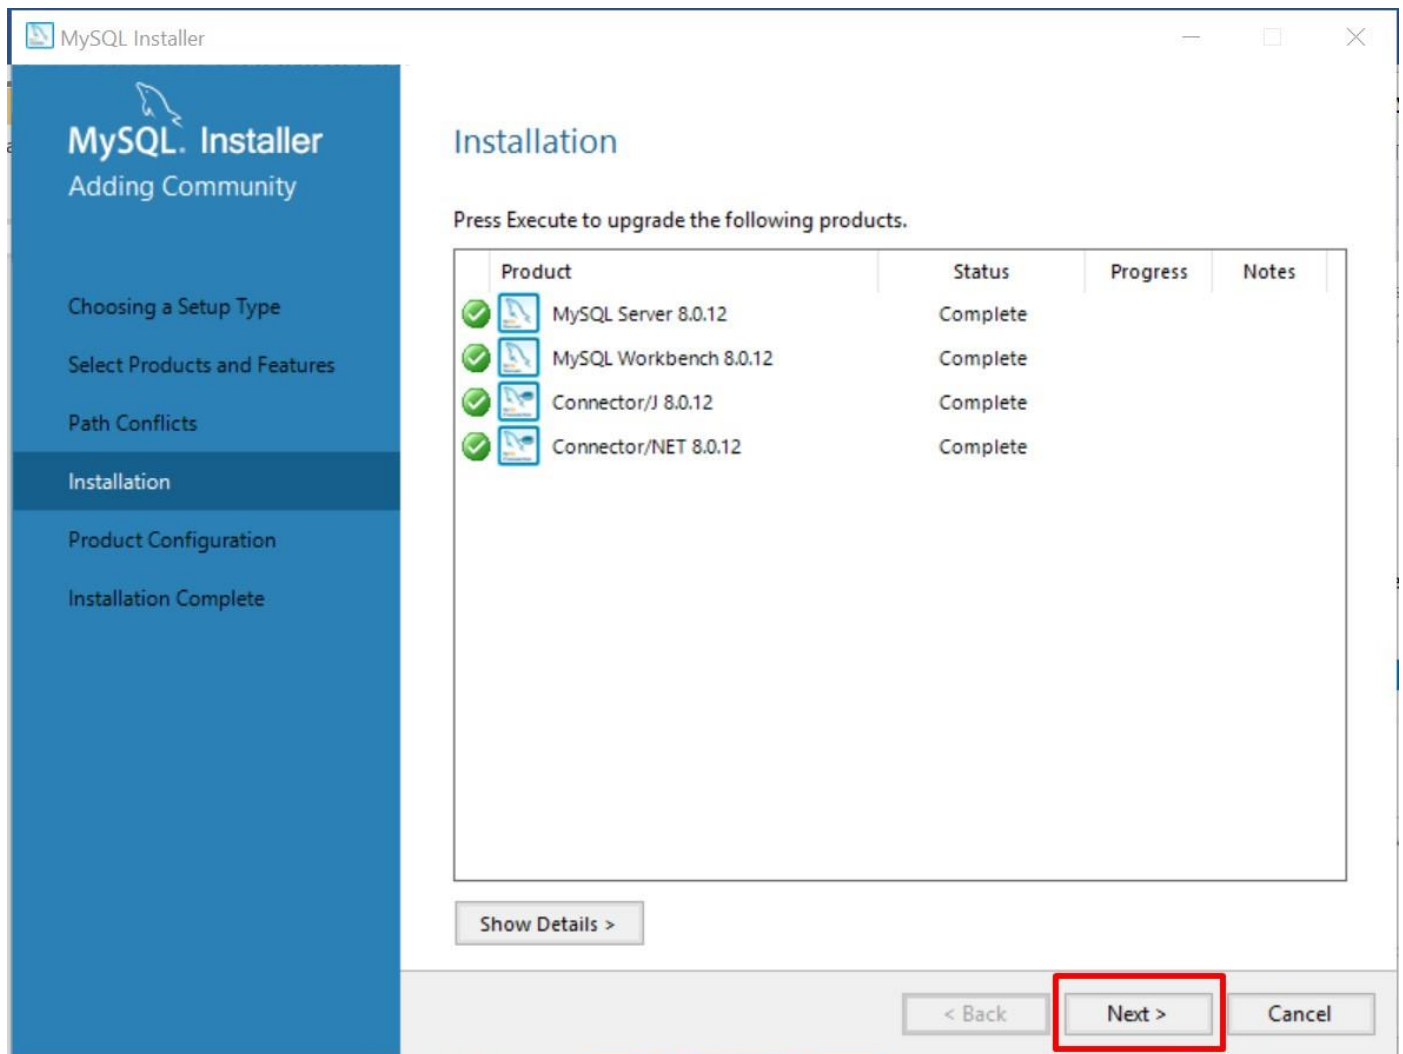 MySQL Installer
MySQL. Installer
Adding Community
Choosing a Setup Type
Select Products and Features
Path Conflicts
Installation
Product Configuration
Installation Complete
Installation
Press Execute to upgrade the following products.
Product Status Progress Notes
MySQL Server 8.0.12 Complete
MySQL Workbench 8.0.12 Complete
Connector/J 8.0.12 Complete
Connector/NET 8.0.12 Complete
Show Details >
< Back Next > Cancel